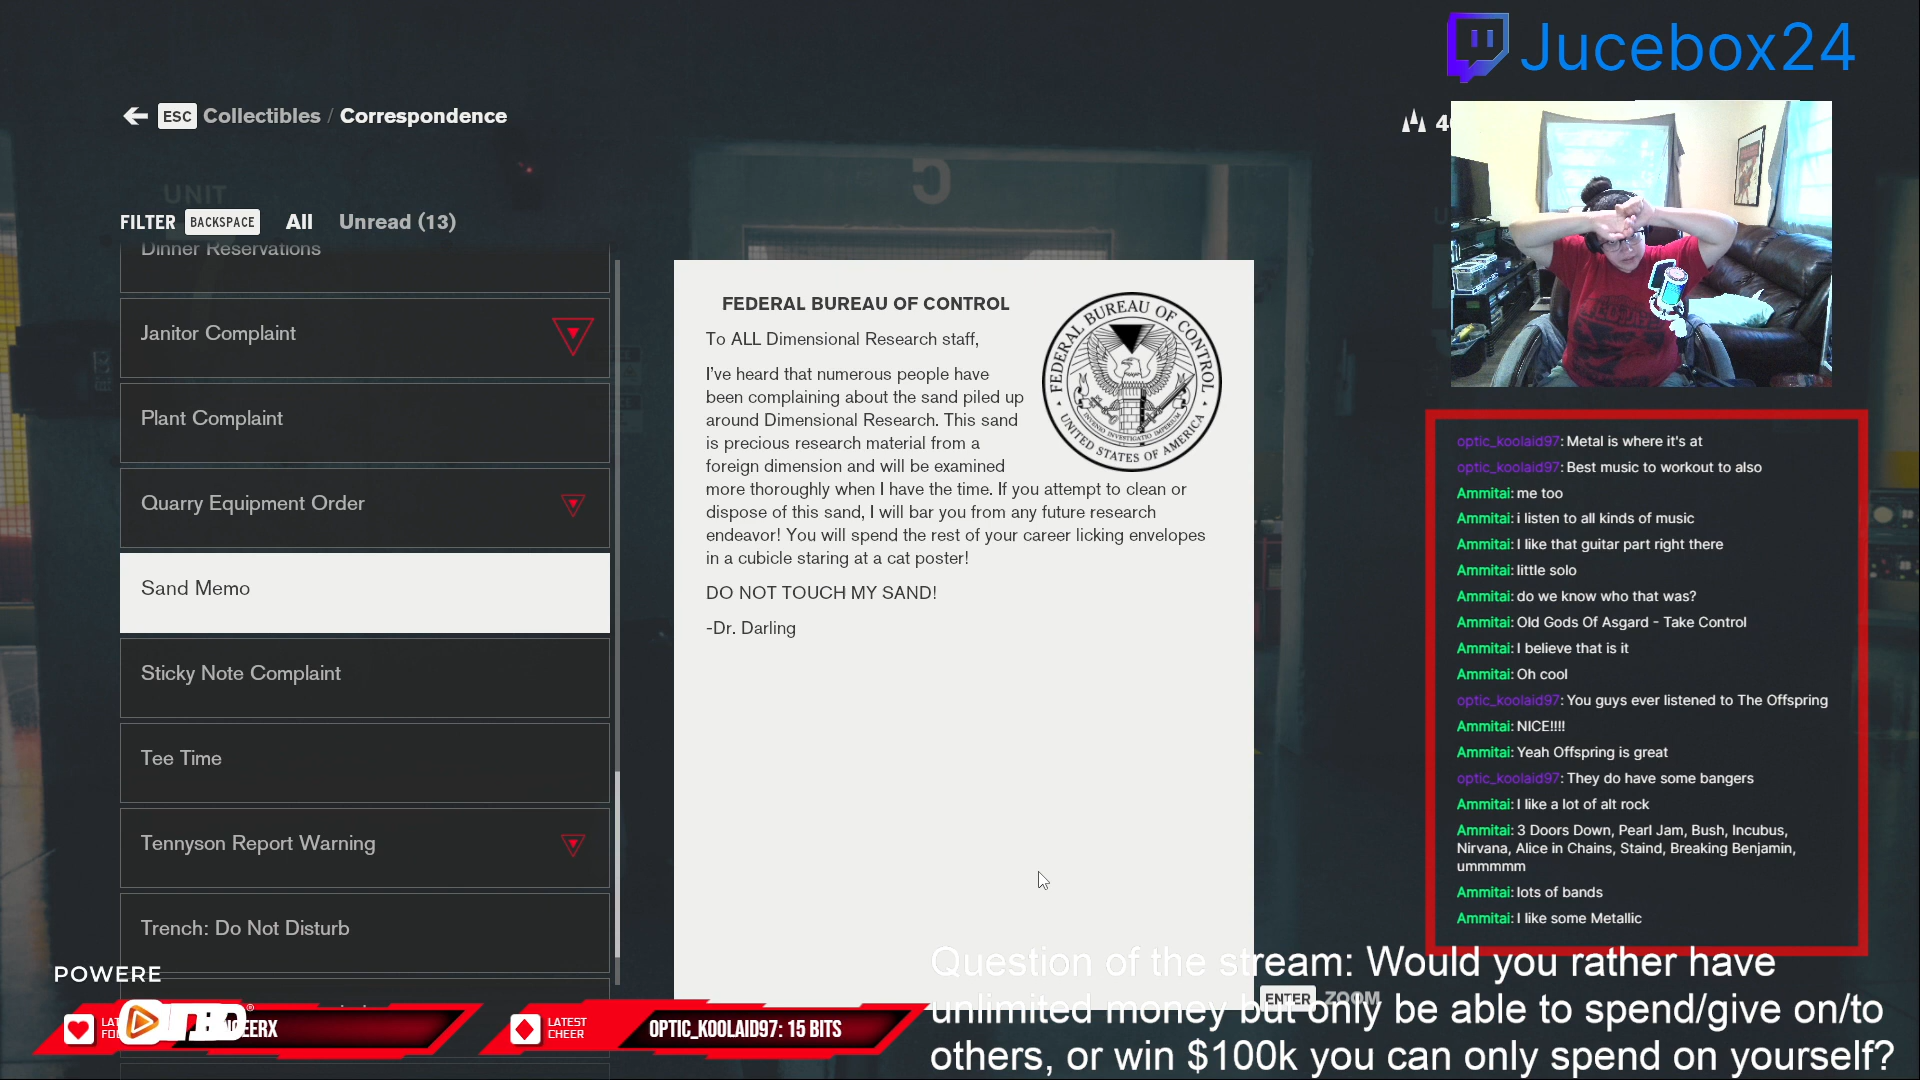 Jucebox24
ESC Collectibles / Correspondence
UNIT
5
FILTER BACKSPACE All Unread (13)
Dinner Reservations
Janitor Complaint
Plant Complaint
Quarry Equipment Order
Sand Memo
Sticky Note Complaint
Tee Time
Tennyson Report Warning
Trench: Do Not Disturb
FEDERAL BUREAU OF CONTROL
To ALL Dimensional Research staff,
I've heard that numerous people have
been complaining about the sand piled up
around Dimensional Research. This sand
is precious research material from a
foreign dimension and will be examined
more thoroughly when I have the time. If you attempt to clean or
dispose of this sand, I will bar you from any future research
endeavor! You will spend the rest of your career licking envelopes
in a cubicle staring at a cat poster!
DO NOT TOUCH MY SAND!
-Dr. Darling
FEDERAL BUREAU OF CONTROL
INVENIO INVESTIGATIO IMPERIUM
UNITED STATES OF AMERICA
optic_koolaid97: Metal is where it's at
optic_koolaid97: Best music to workout to also
Ammitai: me too
Ammitai: i listen to all kinds of music
Ammitai: I like that guitar part right there
Ammitai: little solo
Ammitai: do we know who that was?
Ammitai: Old Gods Of Asgard - Take Control
Ammitai: I believe that is it
Ammitai: Oh cool
optic_koolaid97: You guys ever listened to The Offspring
Ammitai: NICE!!!!
Ammitai: Yeah Offspring is great
optic_koolaid97: They do have some bangers
Ammitai: I like a lot of alt rock
Ammitai: 3 Doors Down, Pearl Jam, Bush, Incubus,
Nirvana, Alice in Chains, Staind, Breaking Benjamin,
ummmmm
Ammitai: lots of bands
Ammitai: I like some Metallic
ENTER ZOOM
Question of the stream: Would you rather have
unlimited money but only be able to spend/give on/to
others, or win $100k you can only spend on yourself?
POWERE
LATEST
CHEER
OPTIC_KOOLAID97: 15 BITS